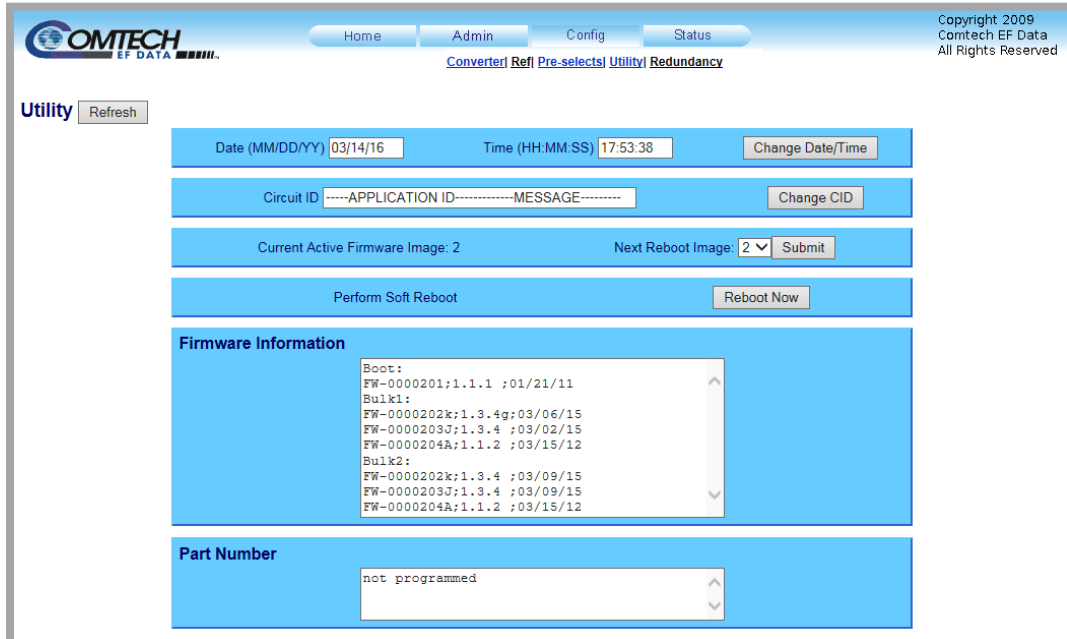 COMTECH
EF DATA
Home Admin Config Status
Converter| Ref| Pre-selects| Utility| Redundancy
Copyright 2009
Comtech EF Data
All Rights Reserved
Utility Refresh
Date (MM/DD/YY) 03/14/16 Time (HH:MM:SS) 17:53:38 Change Date/Time
Circuit ID -----APPLICATION ID-------------MESSAGE--------- Change CID
Current Active Firmware Image: 2 Next Reboot Image: 2 Submit
Perform Soft Reboot Reboot Now
Firmware Information
Boot:
FW-0000201;1.1.1 ;01/21/11
Bulk1:
FW-0000202k;1.3.4g;03/06/15
FW-0000203J;1.3.4 ;03/02/15
FW-0000204A;1.1.2 ;03/15/12
Bulk2:
FW-0000202k;1.3.4 ;03/09/15
FW-0000203J;1.3.4 ;03/09/15
FW-0000204A;1.1.2 ;03/15/12
Part Number
not programmed